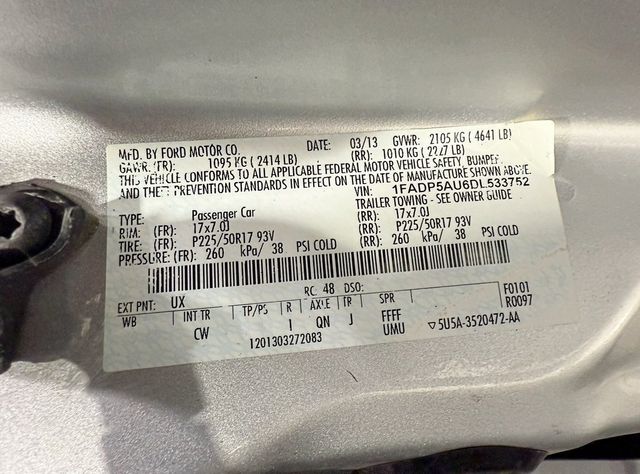 MFD. BY FORD MOTOR CO. DATE: 03/13 GVWR: 2105 KG ( 4641 LB)
GAWR: (FR): 1095 KG ( 2414 LB) (RR): 1010 KG ( 2227 LB)
THIS VEHICLE CONFORMS TO ALL APPLICABLE FEDERAL MOTOR VEHICLE SAFETY, BUMPER,
AND THEFT PREVENTION STANDARDS IN EFFECT ON THE DATE OF MANUFACTURE SHOWN ABOVE.
VIN: 1FADP5AU6DL533752
TYPE: Passenger Car TRAILER TOWING - SEE OWNER GUIDE
RIM: (FR): 17x7.0J (RR): 17x7.0J
TIRE: (FR): P225/50R17 93V (RR): P225/50R17 93V
PRESSURE: (FR): 260 kPa/ 38 PSI COLD (RR): 260 kPa/ 38 PSI COLD
EXT PNT: UX RC: 48 DSO: F0101
WB INT TR TP/PS R AXLE TR SPR R0097
CW I QN J FFFF
UMU ▽5U5A-3520472-AA
1201303272083